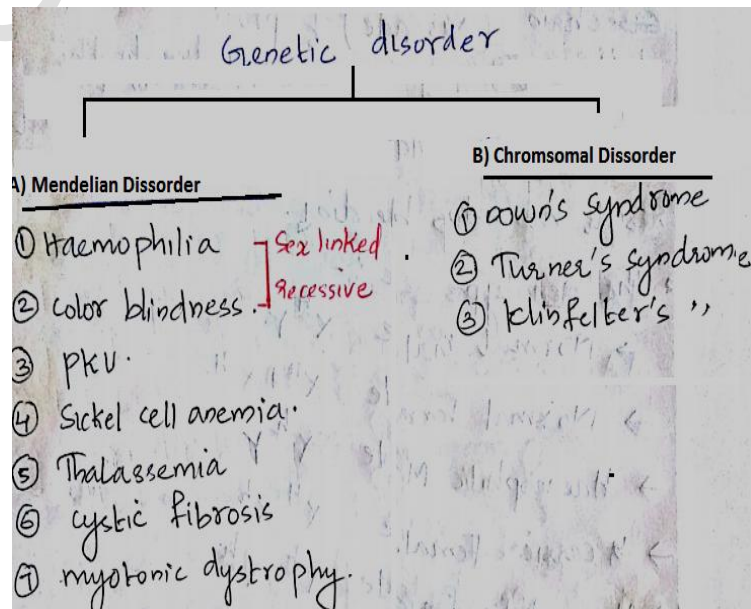 Genetic disorder
A) Mendelian Dissorder
① Haemophilia
② color blindness.
Sex linked
Recessive
③ PKU.
④ Sickel cell anemia.
⑤ Thalassemia
⑥ cystic fibrosis
⑦ myotonic dystrophy.
B) Chromsomal Dissorder
① Down's syndrome
② Turner's syndrome
③ klinfelter's ,,